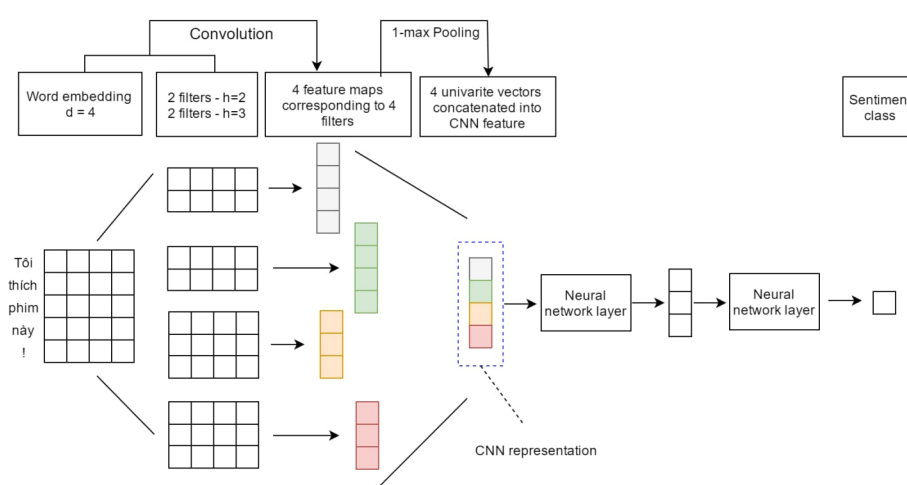 Convolution
1-max Pooling
Word embedding
d = 4
2 filters - h=2
2 filters - h=3
4 feature maps
corresponding to 4
filters
4 univarite vectors
concatenated into
CNN feature
Sentimen
class
Tôi
thích
phim
này
!
Neural
network layer
Neural
network layer
CNN representation